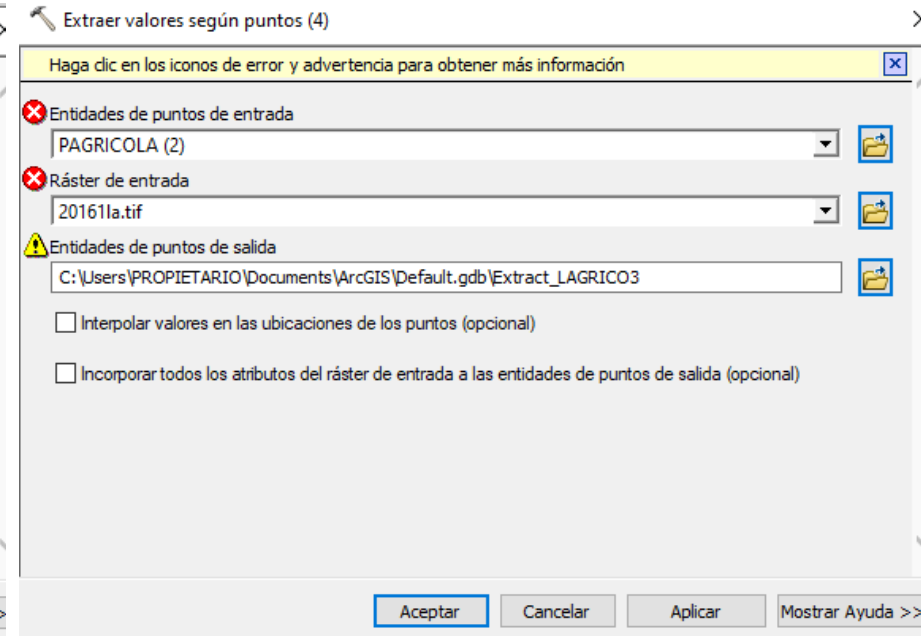 Extraer valores según puntos (4)
Haga clic en los iconos de error y advertencia para obtener más información
Entidades de puntos de entrada
PAGRICOLA (2)
Ráster de entrada
20161la.tif
Entidades de puntos de salida
C:\Users\PROPIETARIO\Documents\ArcGIS\Default.gdb\Extract_LAGRICO3
Interpolar valores en las ubicaciones de los puntos (opcional)
Incorporar todos los atributos del ráster de entrada a las entidades de puntos de salida (opcional)
Aceptar Cancelar Aplicar Mostrar Ayuda >>